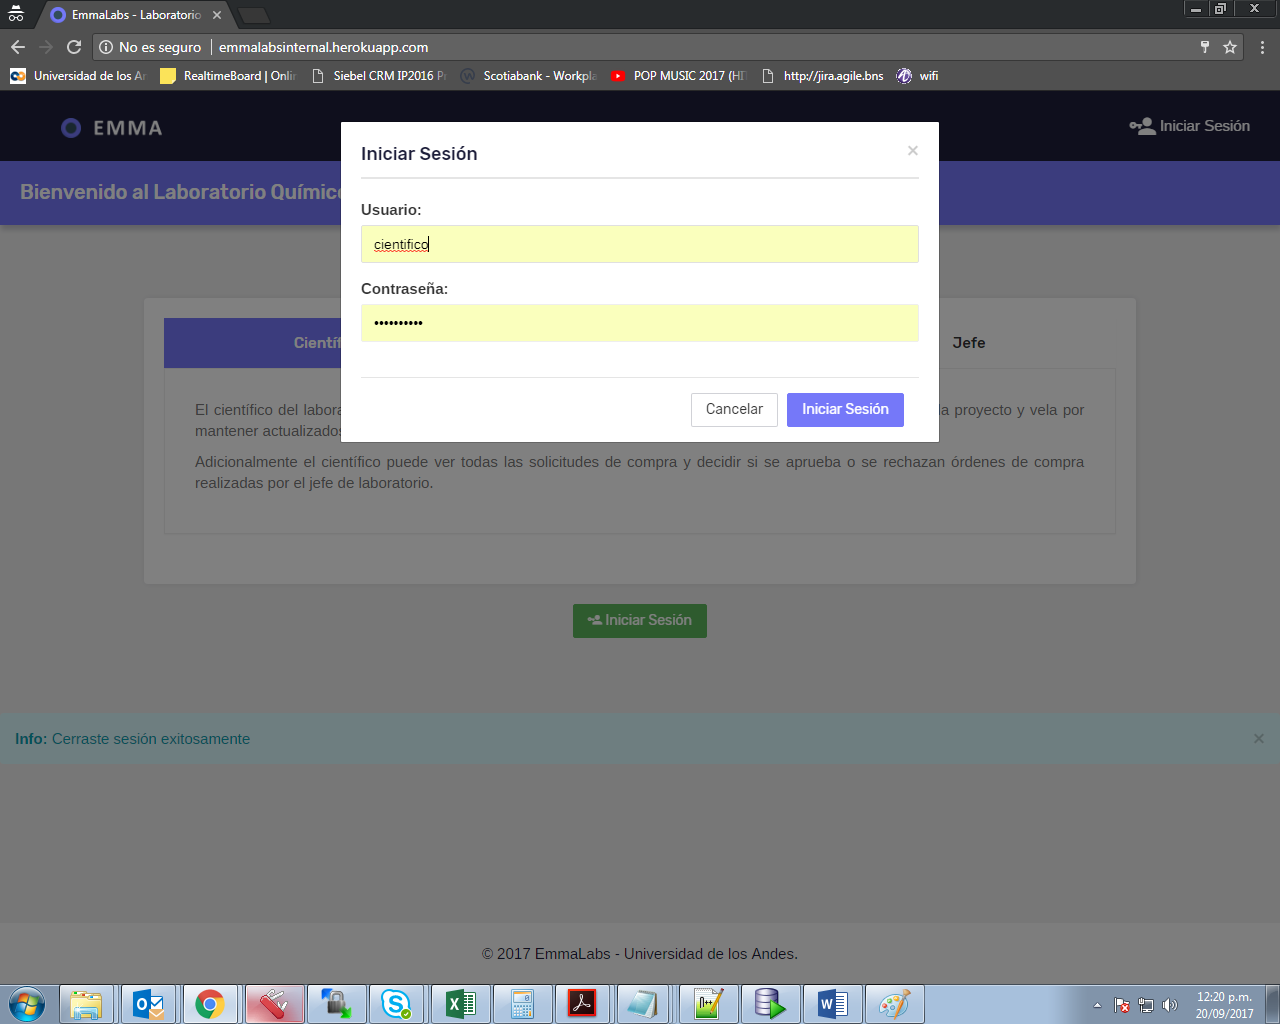 EmmaLabs - Laboratorio
No es seguro
emmalabsinternal.herokuapp.com
Universidad de los
RealtimeBoard | Onlin
Siebel CRM IP2016
Scotiabank - Workpla
POP MUSIC 2017 (HI
http://jira.agile.bns
wifi
EMMA
Iniciar Sesión
Bienvenido al Laboratorio Químico
Iniciar Sesión
×
Usuario:
cientifico
Contraseña:
••••••••••
Cancelar
Iniciar Sesión
Científ
Jefe
El científico del labora
la proyecto y vela por
mantener actualizados
Adicionalmente el científico puede ver todas las solicitudes de compra y decidir si se aprueba o se rechazan órdenes de compra
realizadas por el jefe de laboratorio.
Iniciar Sesión
Info: Cerraste sesión exitosamente
×
© 2017 EmmaLabs - Universidad de los Andes.
12:20 p.m.
20/09/2017